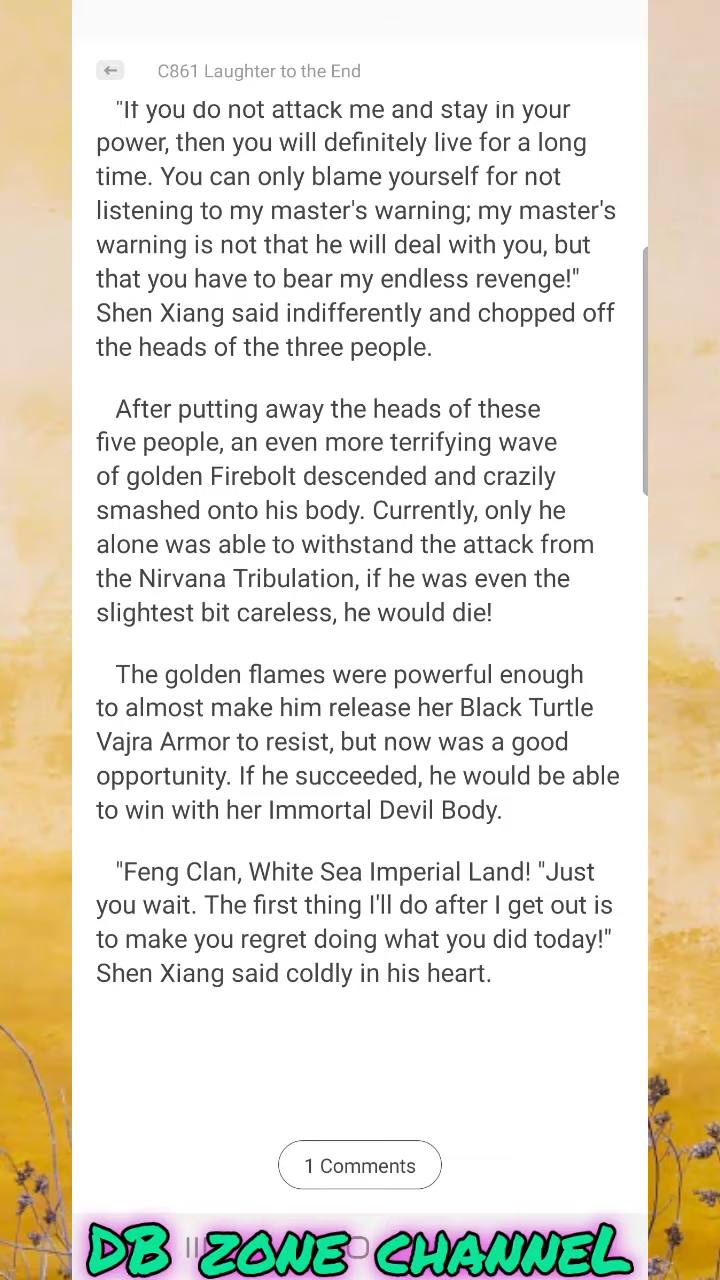 C861 Laughter to the End
"If you do not attack me and stay in your
power, then you will definitely live for a long
time. You can only blame yourself for not
listening to my master's warning; my master's
warning is not that he will deal with you, but
that you have to bear my endless revenge!"
Shen Xiang said indifferently and chopped off
the heads of the three people.
After putting away the heads of these
five people, an even more terrifying wave
of golden Firebolt descended and crazily
smashed onto his body. Currently, only he
alone was able to withstand the attack from
the Nirvana Tribulation, if he was even the
slightest bit careless, he would die!
The golden flames were powerful enough
to almost make him release her Black Turtle
Vajra Armor to resist, but now was a good
opportunity. If he succeeded, he would be able
to win with her Immortal Devil Body.
"Feng Clan, White Sea Imperial Land! "Just
you wait. The first thing I'll do after I get out is
to make you regret doing what you did today!"
Shen Xiang said coldly in his heart.
1 Comments
DB ZONE CHANNEL